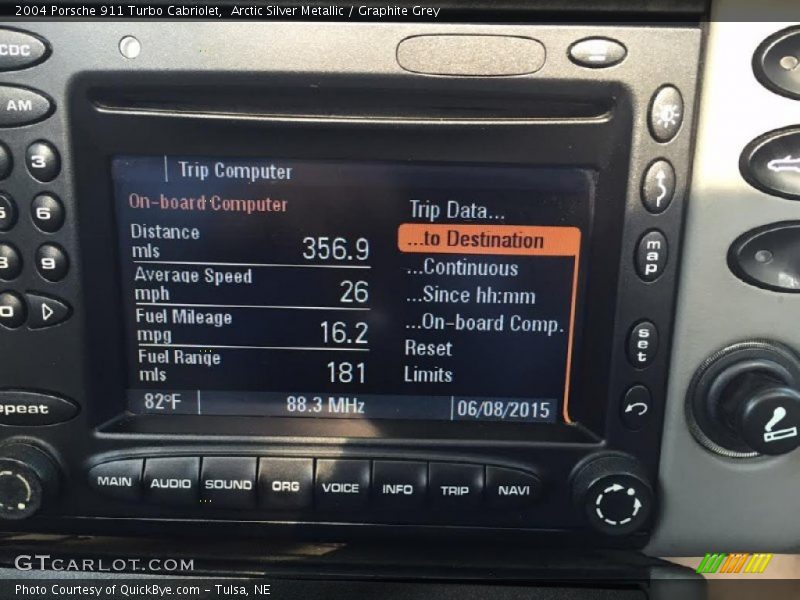 2004 Porsche 911 Turbo Cabriolet,  Arctic Silver Metallic / Graphite Grey
CDC
AM
3
6
9
Trip Computer
On-board Computer
Distance
mls 356.9
Average Speed
mph 26
Fuel Mileage
mpg 16.2
Fuel Range
mls 181
Trip Data...
...to Destination
...Continuous
...Since hh:mm
...On-board Comp.
Reset
Limits
82°F 88.3 MHz 06/08/2015
map
set
epeat
MAIN AUDIO SOUND ORG VOICE INFO TRIP NAVI
GTCARLOT.COM
Photo Courtesy of QuickBye.com - Tulsa, NE